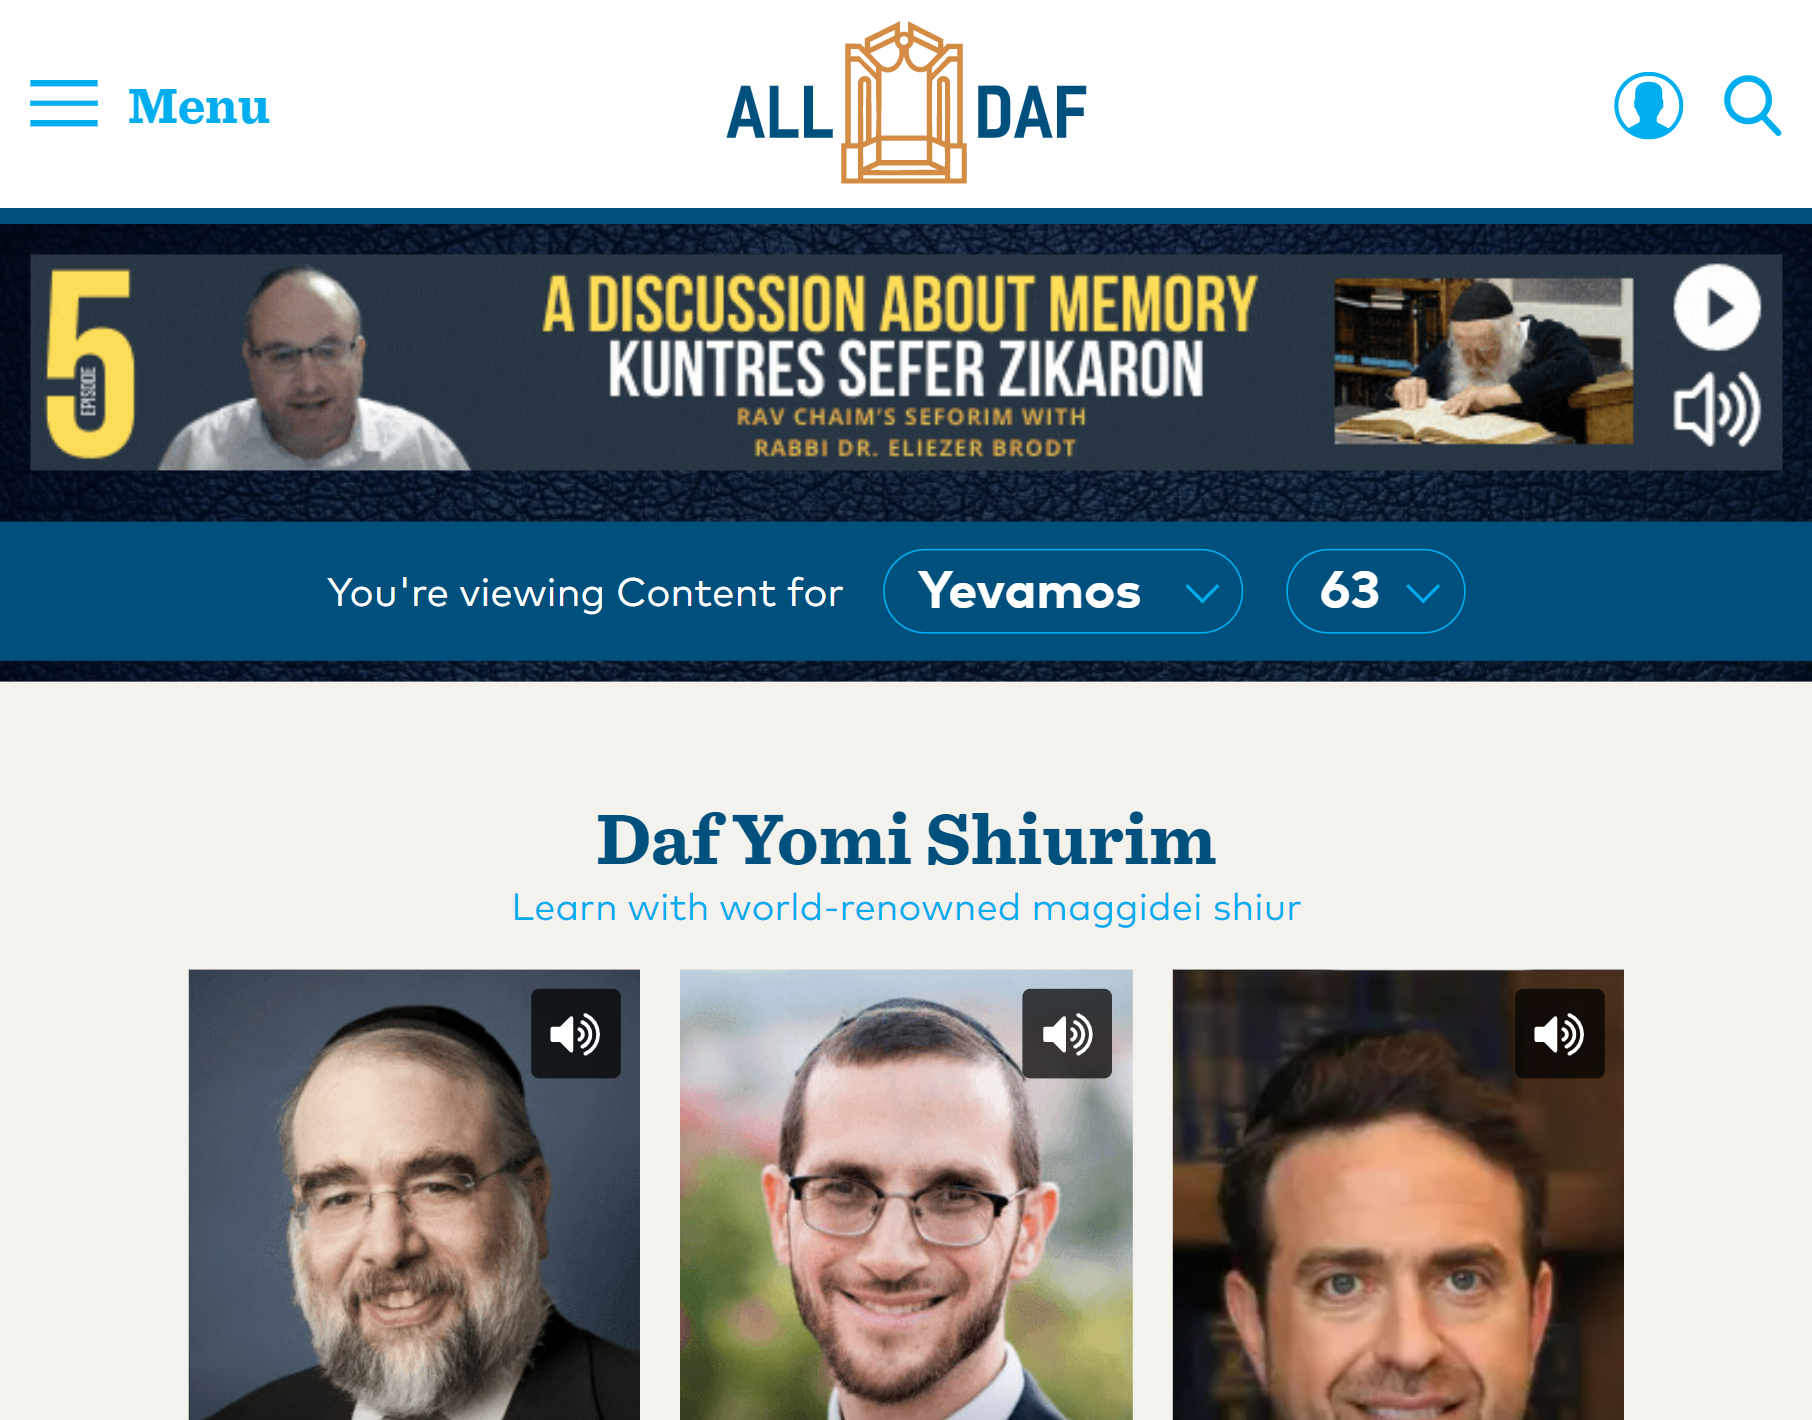 Menu
ALL DAF
5
EPISODE
A DISCUSSION ABOUT MEMORY
KUNTRES SEFER ZIKARON
RAV CHAIM'S SEFORIM WITH
RABBI DR. ELIEZER BRODT
You're viewing Content for Yevamos 63
Daf Yomi Shiurim
Learn with world-renowned maggidei shiur